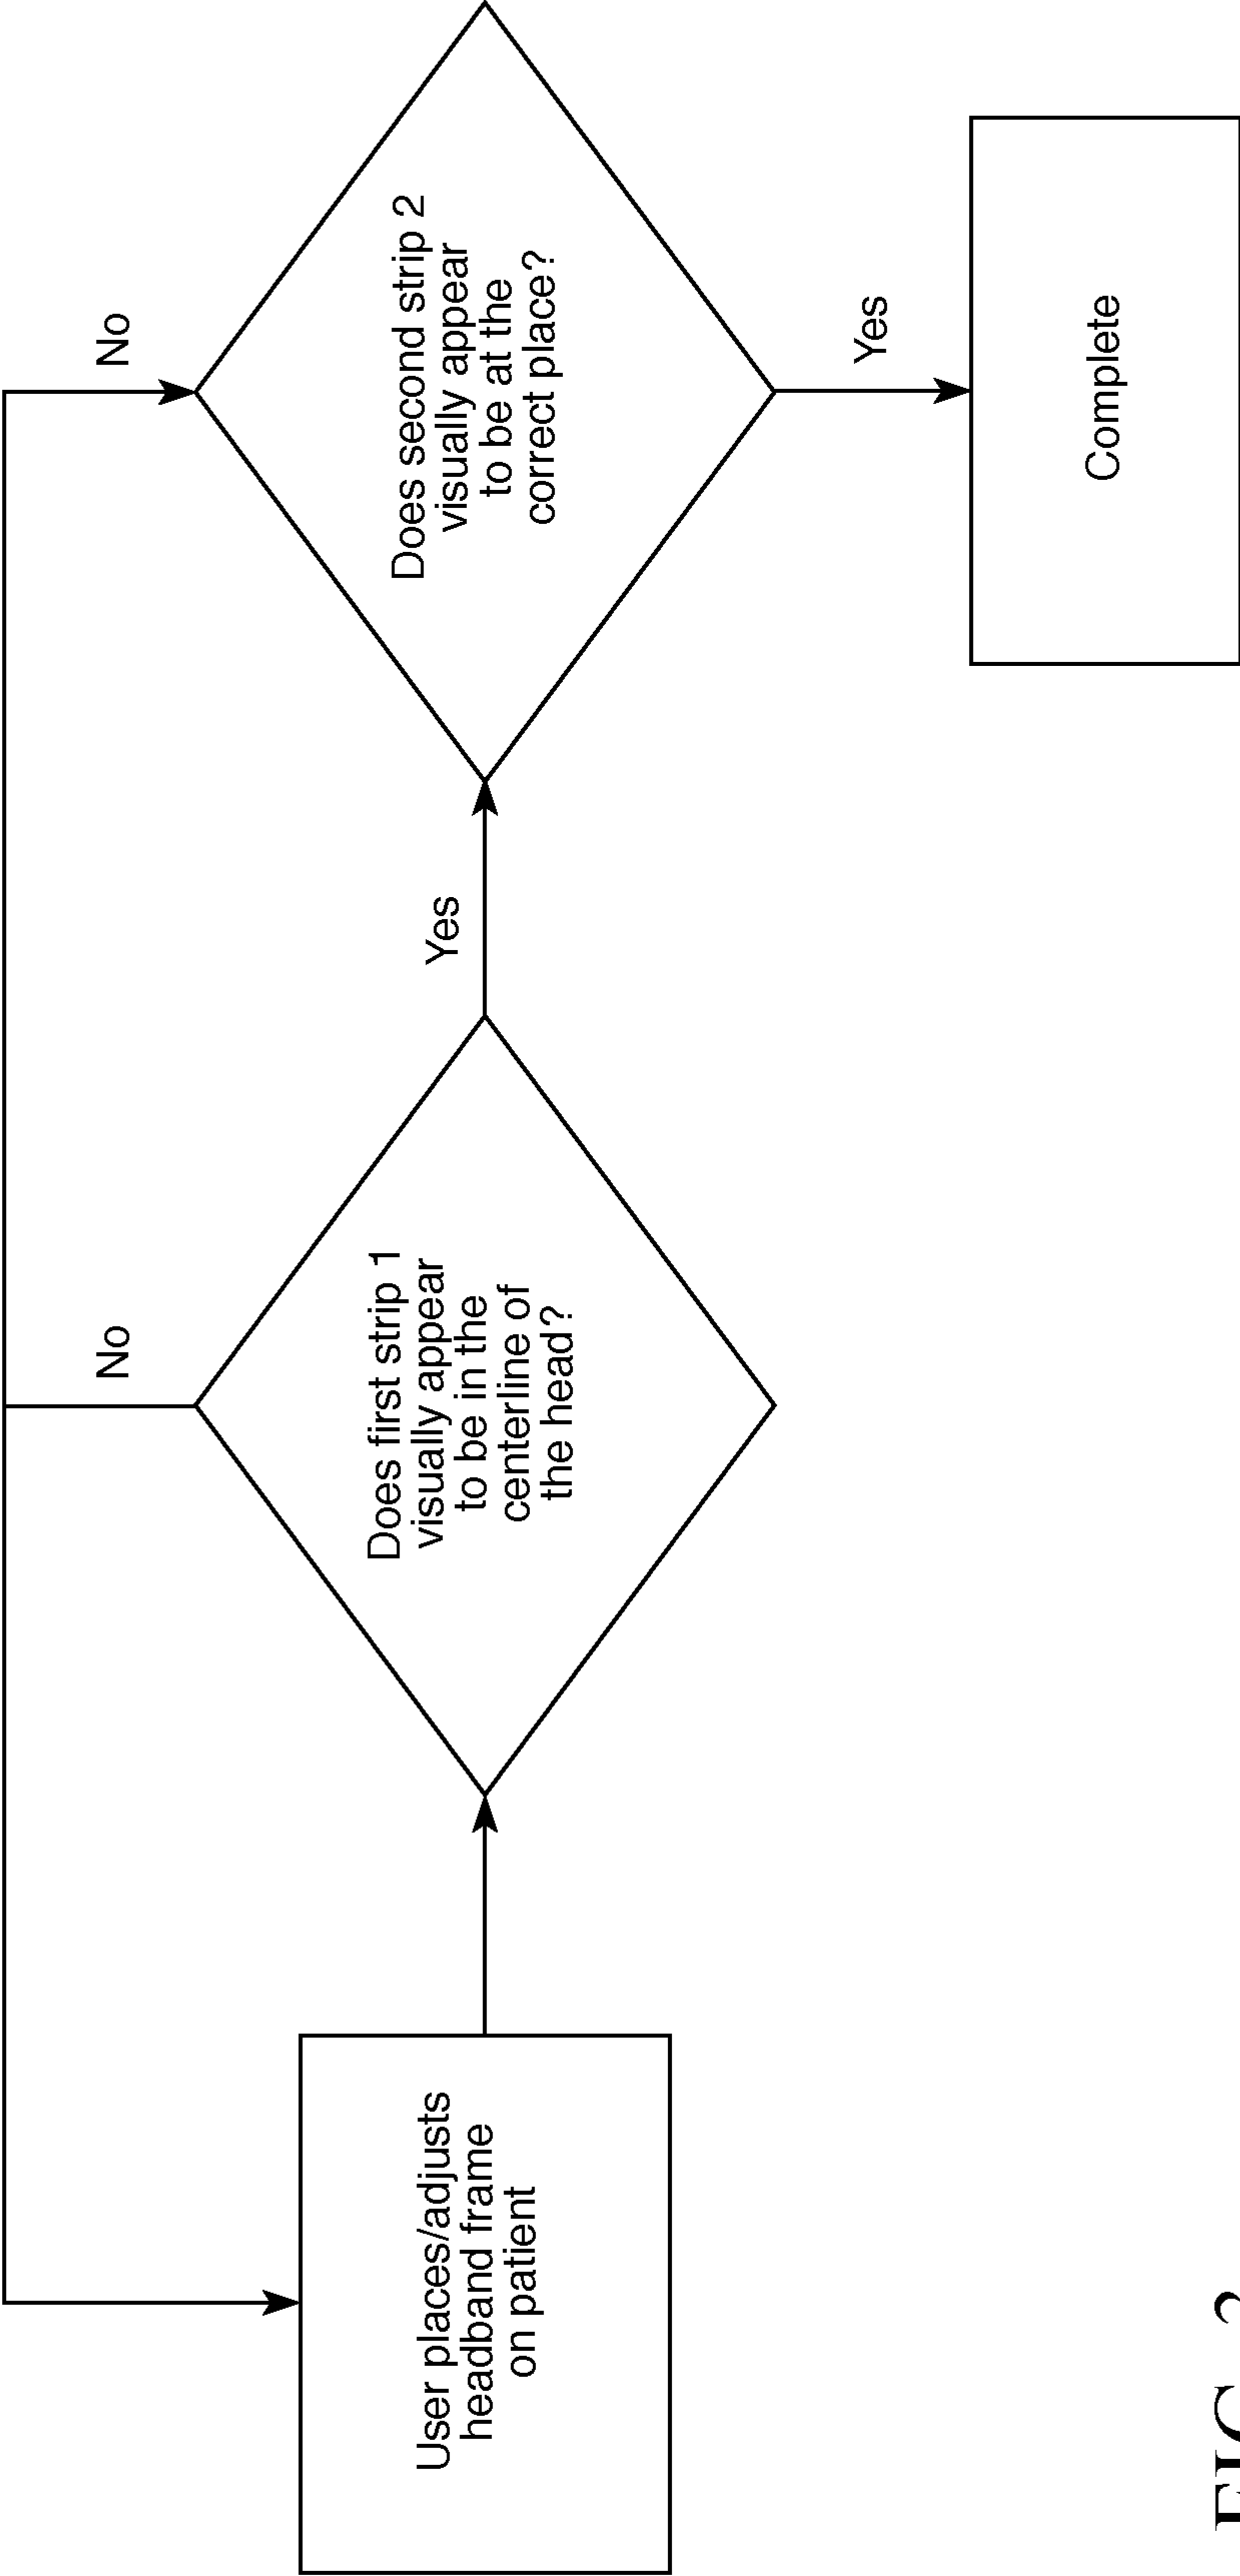 User places/adjusts
headband frame
on patient
Does first strip 1
visually appear
to be in the
centerline of
the head?
No
Yes
Does second strip 2
visually appear
to be at the
correct place?
No
Yes
Complete
FIG. 2